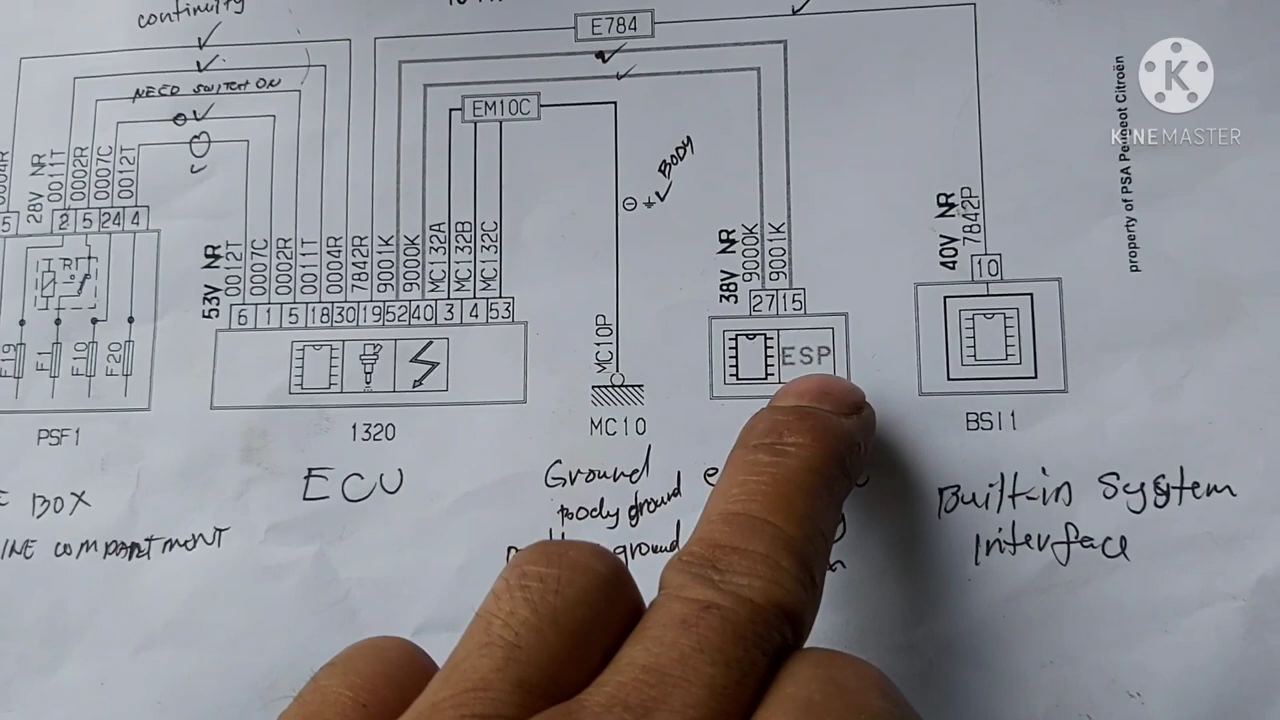 continuity
E784
KINEMASTER
NEED SWITCH ON
EM10C
BODY
property of PSA Peugeot Citroën
28V NR
0011T
0002R
0007C
0012T
5
2
5
24
4
53V NR
0012T
0007C
0002R
0011T
0004R
7842R
9001K
9000K
MC132A
MC132B
MC132C
6
1
5
18
30
19
52
40
3
4
53
MC10P
38V NR
9000K
9001K
27
15
40V NR
7842P
10
F19
F1
F10
F20
ESP
PSF1
1320
MC10
BSI1
BOX
COMPARTMENT
ECU
Ground
body ground
ground
Built-in System
Interface